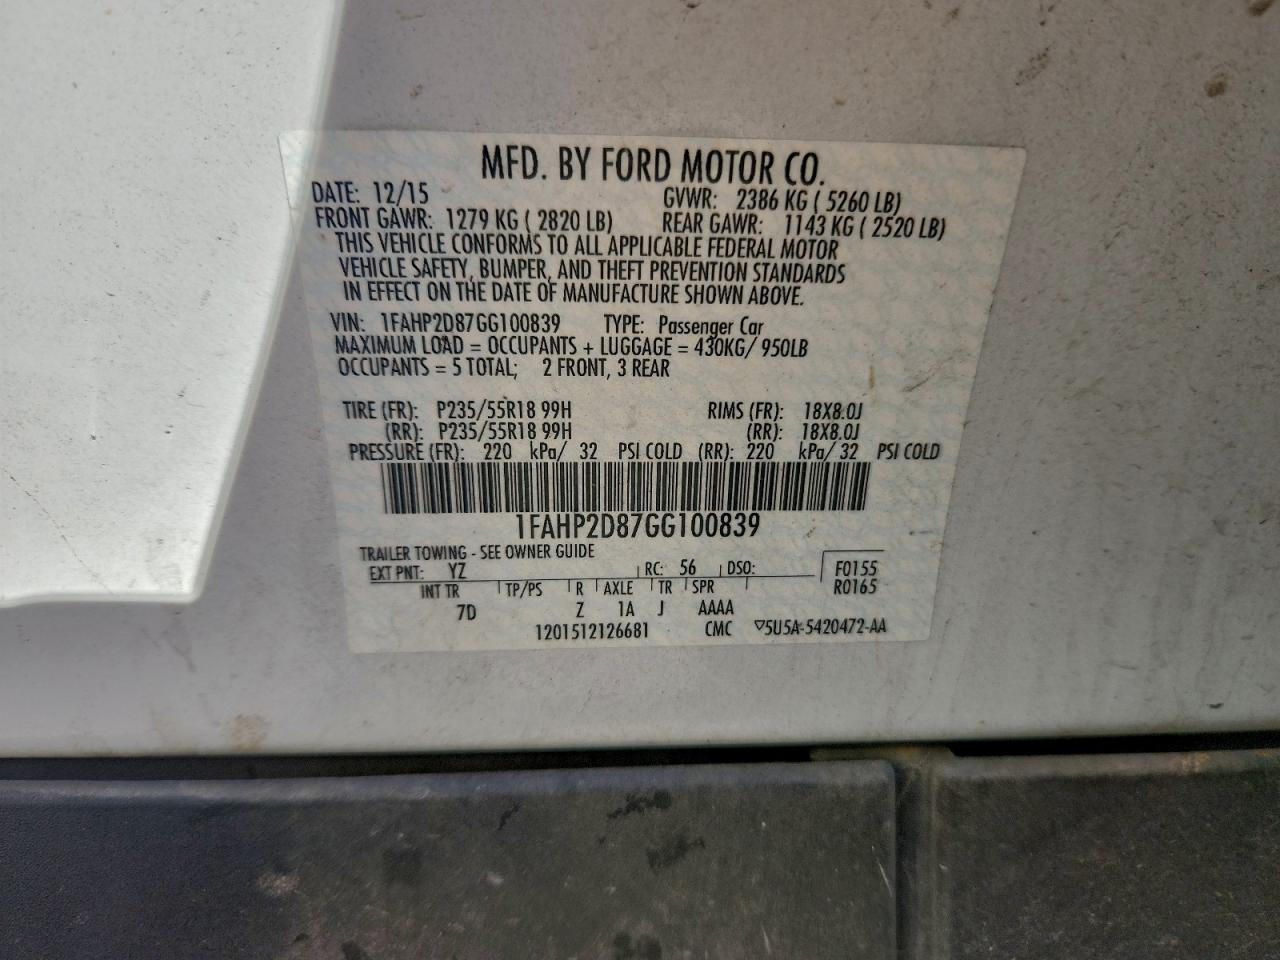 MFD. BY FORD MOTOR CO.
DATE: 12/15 GVWR: 2386 KG ( 5260 LB)
FRONT GAWR: 1279 KG ( 2820 LB) REAR GAWR: 1143 KG ( 2520 LB)
THIS VEHICLE CONFORMS TO ALL APPLICABLE FEDERAL MOTOR
VEHICLE SAFETY, BUMPER, AND THEFT PREVENTION STANDARDS
IN EFFECT ON THE DATE OF MANUFACTURE SHOWN ABOVE.
VIN: 1FAHP2D87GG100839 TYPE: Passenger Car
MAXIMUM LOAD = OCCUPANTS + LUGGAGE = 430KG/ 950LB
OCCUPANTS = 5 TOTAL; 2 FRONT, 3 REAR
TIRE (FR): P235/55R18 99H RIMS (FR): 18X8.0J
(RR): P235/55R18 99H (RR): 18X8.0J
PRESSURE (FR): 220 kPa/ 32 PSI COLD (RR): 220 kPa/ 32 PSI COLD
1FAHP2D87GG100839
TRAILER TOWING - SEE OWNER GUIDE
EXT PNT: YZ RC: 56 DSO: F0155
INT TR TP/PS R AXLE TR SPR R0165
7D Z 1A J AAAA
1201512126681 CMC ▽5U5A-5420472-AA